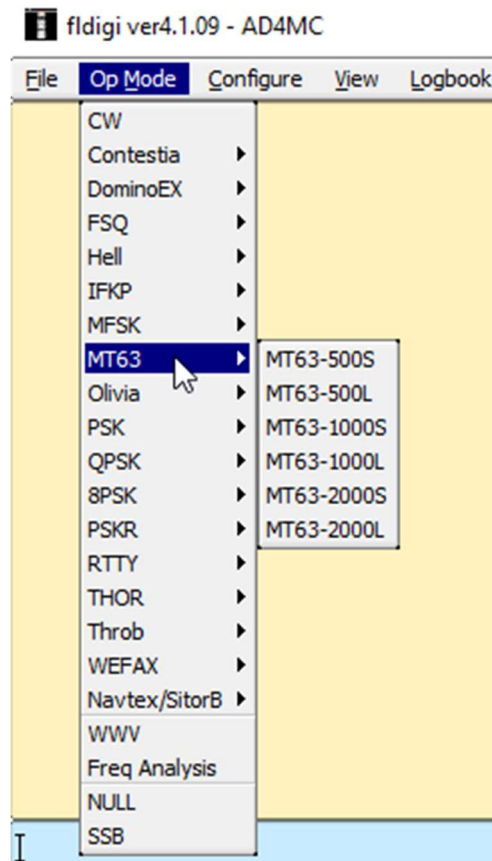 fldigi ver4.1.09 - AD4MC
File Op Mode Configure View Logbook
CW
Contestia
DominoEX
FSQ
Hell
IFKP
MFSK
MT63
MT63-500S
Olivia
MT63-500L
PSK
MT63-1000S
QPSK
MT63-1000L
8PSK
MT63-2000S
PSKR
MT63-2000L
RTTY
THOR
Throb
WEFAX
Navtex/SitorB
WWV
Freq Analysis
NULL
SSB